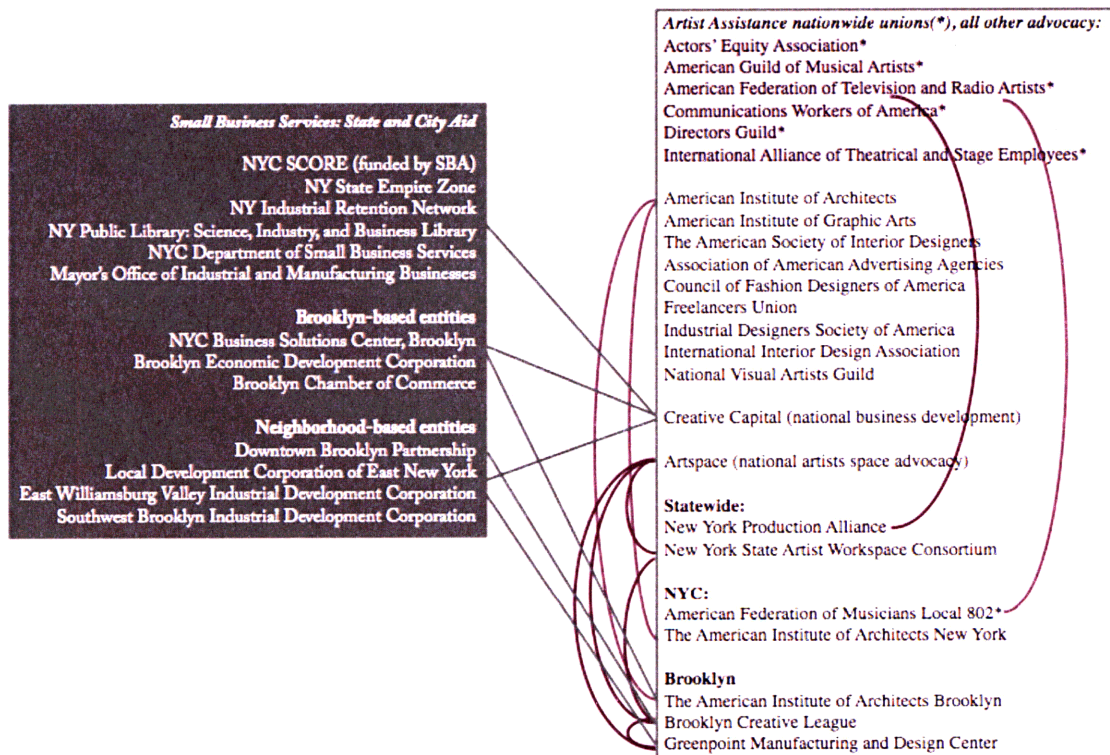 Small Business Services: State and City Aid
NYC SCORE (funded by SBA)
NY State Empire Zone
NY Industrial Retention Network
NY Public Library: Science, Industry, and Business Library
NYC Department of Small Business Services
Mayor's Office of Industrial and Manufacturing Businesses
Brooklyn-based entities
NYC Business Solutions Center, Brooklyn
Brooklyn Economic Development Corporation
Brooklyn Chamber of Commerce
Neighborhood-based entities
Downtown Brooklyn Partnership
Local Development Corporation of East New York
East Williamsburg Valley Industrial Development Corporation
Southwest Brooklyn Industrial Development Corporation
Artist Assistance nationwide unions(*), all other advocacy:
Actors' Equity Association*
American Guild of Musical Artists*
American Federation of Television and Radio Artists*
Communications Workers of America*
Directors Guild*
International Alliance of Theatrical and Stage Employees*
American Institute of Architects
American Institute of Graphic Arts
The American Society of Interior Designers
Association of American Advertising Agencies
Council of Fashion Designers of America
Freelancers Union
Industrial Designers Society of America
International Interior Design Association
National Visual Artists Guild
Creative Capital (national business development)
Artspace (national artists space advocacy)
Statewide:
New York Production Alliance
New York State Artist Workspace Consortium
NYC:
American Federation of Musicians Local 802*
The American Institute of Architects New York
Brooklyn
The American Institute of Architects Brooklyn
Brooklyn Creative League
Greenpoint Manufacturing and Design Center